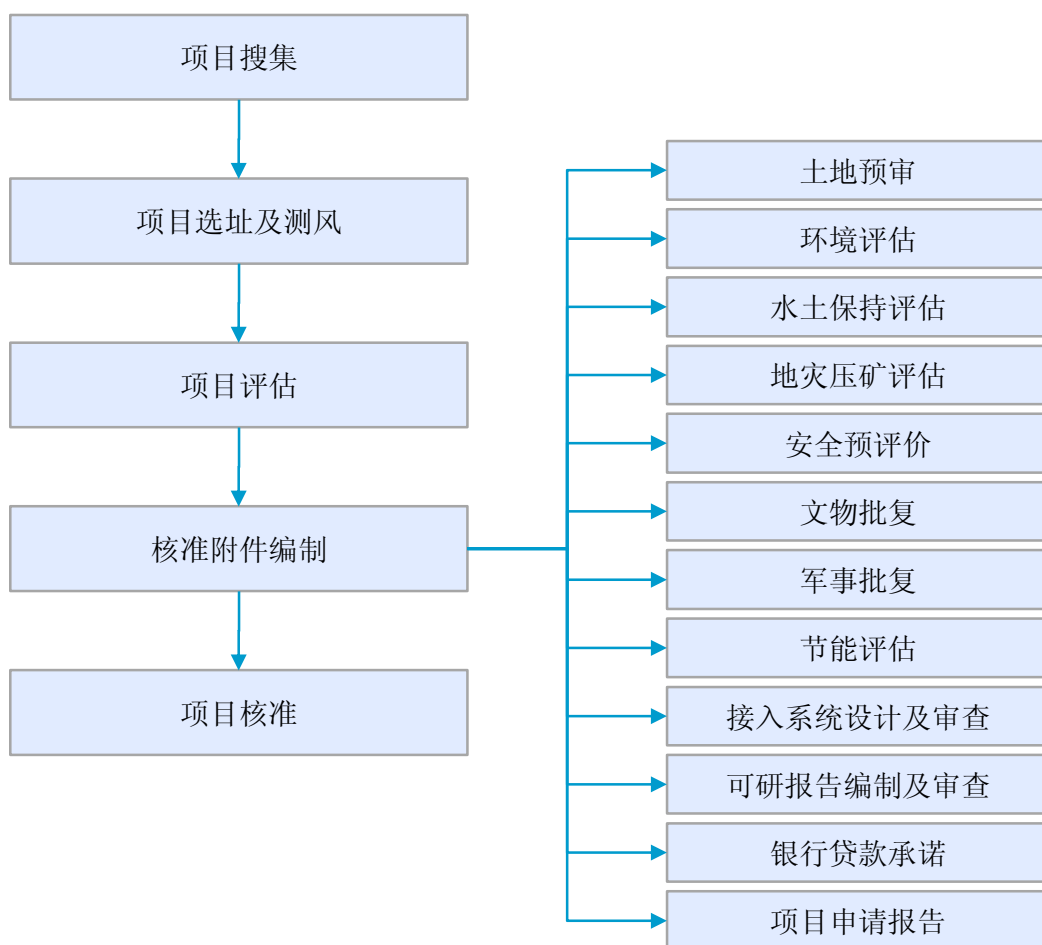 项目搜集
项目选址及测风
项目评估
核准附件编制
项目核准
土地预审
环境评估
水土保持评估
地灾压矿评估
安全预评价
文物批复
军事批复
节能评估
接入系统设计及审查
可研报告编制及审查
银行贷款承诺
项目申请报告